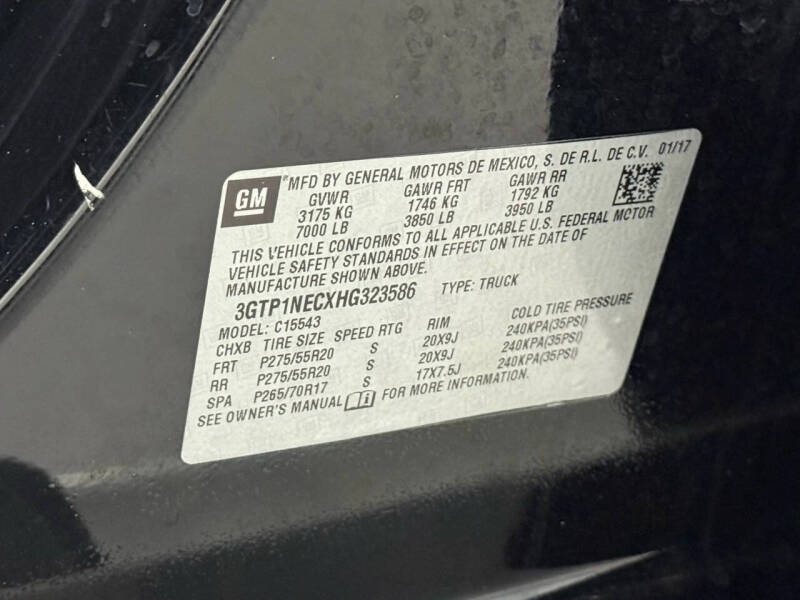 GM
MFD BY GENERAL MOTORS DE MEXICO, S. DE R.L. DE C.V. 01/17
GVWR GAWR FRT GAWR RR
3175 KG 1746 KG 1792 KG
7000 LB 3850 LB 3950 LB
THIS VEHICLE CONFORMS TO ALL APPLICABLE U.S. FEDERAL MOTOR
VEHICLE SAFETY STANDARDS IN EFFECT ON THE DATE OF
MANUFACTURE SHOWN ABOVE.
3GTP1NECXHG323586 TYPE: TRUCK
MODEL: C15543
CHXB TIRE SIZE SPEED RTG RIM COLD TIRE PRESSURE
FRT P275/55R20 S 20X9J 240KPA(35PSI)
RR P275/55R20 S 20X9J 240KPA(35PSI)
SPA P265/70R17 S 17X7.5J 240KPA(35PSI)
SEE OWNER'S MANUAL FOR MORE INFORMATION.